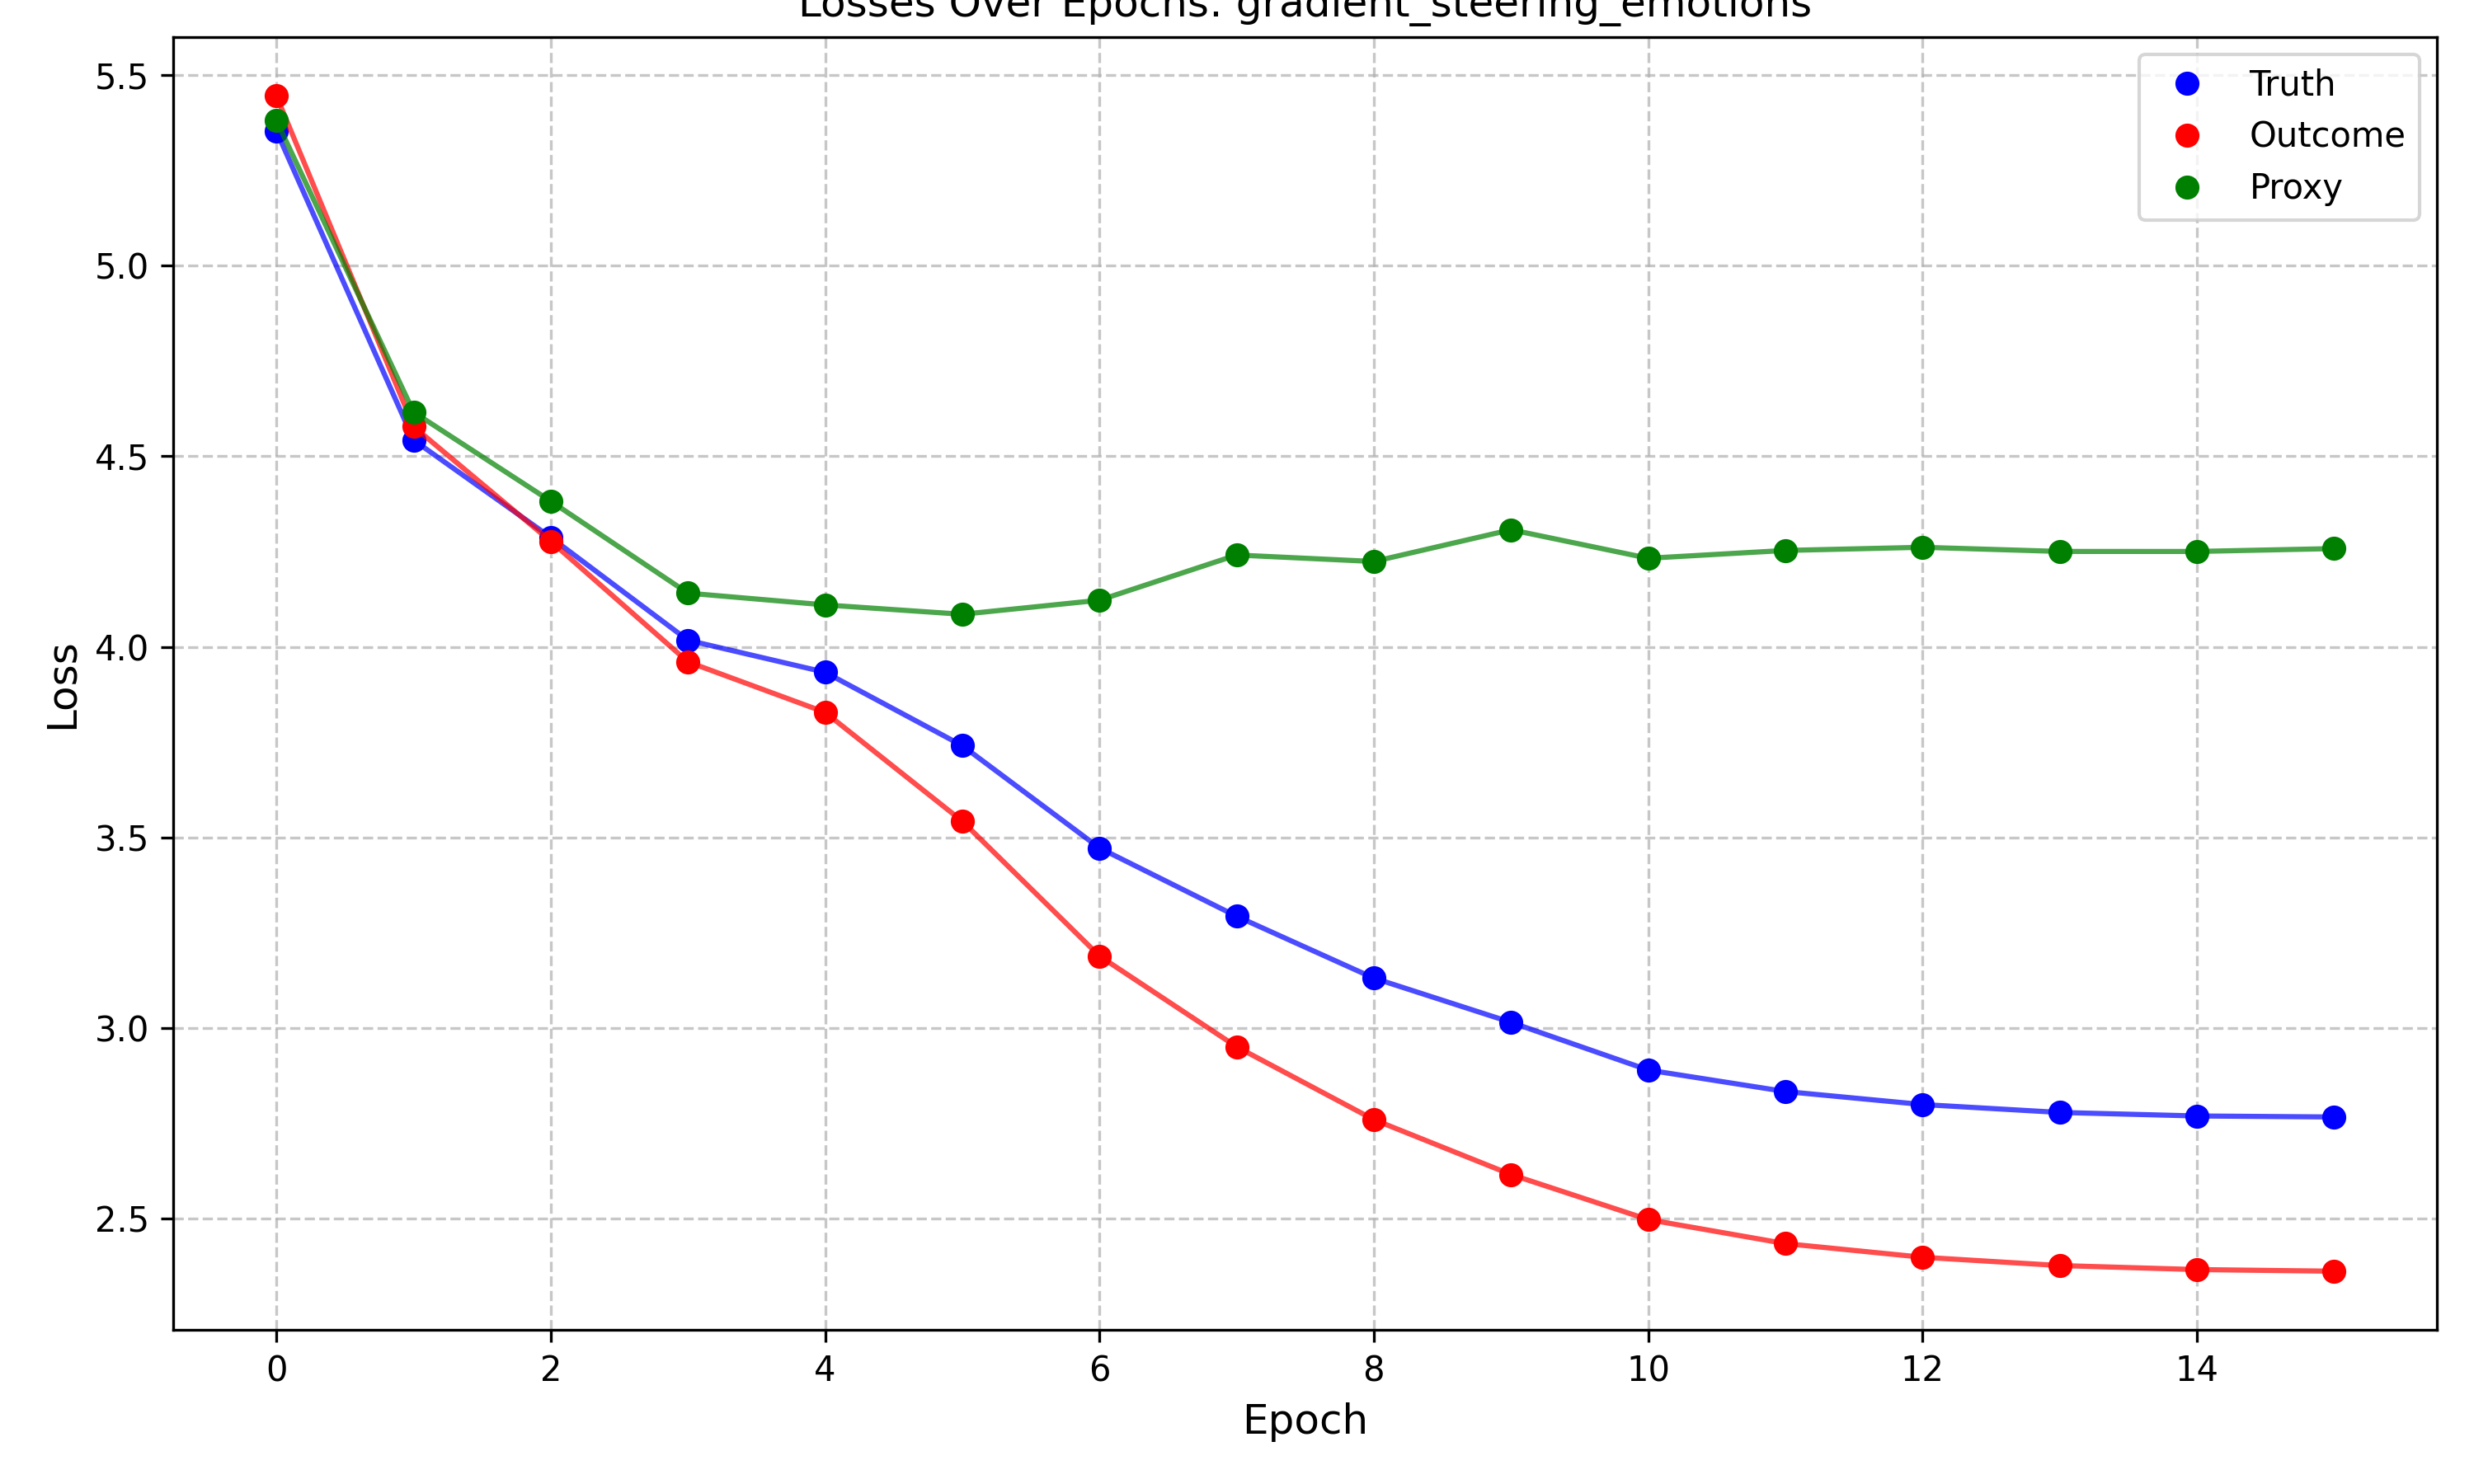 Losses Over Epochs: gradient_steering_emotions
5.5
5.0
4.5
4.0
3.5
3.0
2.5
Loss
Truth
Outcome
Proxy
0 2 4 6 8 10 12 14
Epoch